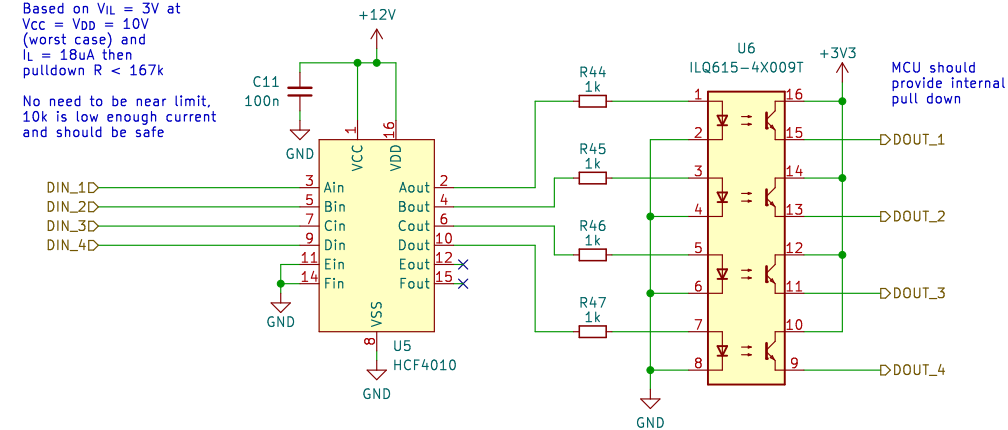 Based on VIL = 3V at
VCC = VDD = 10V
(worst case) and
IL = 18uA then
pulldown R < 167k
No need to be near limit,
10k is low enough current
and should be safe
+12V
C11
100n
GND
1
16
VCC
VDD
DIN_1
3
Ain
Aout
2
DIN_2
5
Bin
Bout
4
DIN_3
7
Cin
Cout
6
DIN_4
9
Din
Dout
10
11
Ein
Eout
12
14
Fin
Fout
15
GND
VSS
8
U5
HCF4010
GND
R44
1k
R45
1k
R46
1k
R47
1k
U6
ILQ615-4X009T
+3V3
MCU should
provide internal
pull down
1
16
2
15
DOUT_1
3
14
4
13
DOUT_2
5
12
6
11
DOUT_3
7
10
8
9
DOUT_4
GND